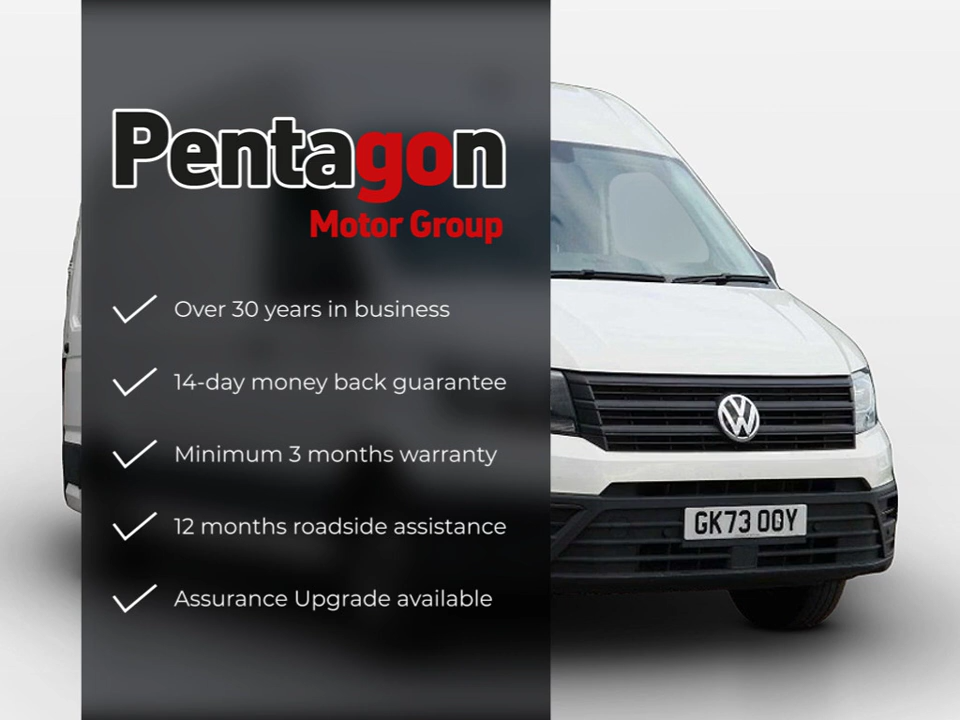 Pentagon
Motor Group
Over 30 years in business
14-day money back guarantee
Minimum 3 months warranty
12 months roadside assistance
Assurance Upgrade available
GK73 OOY